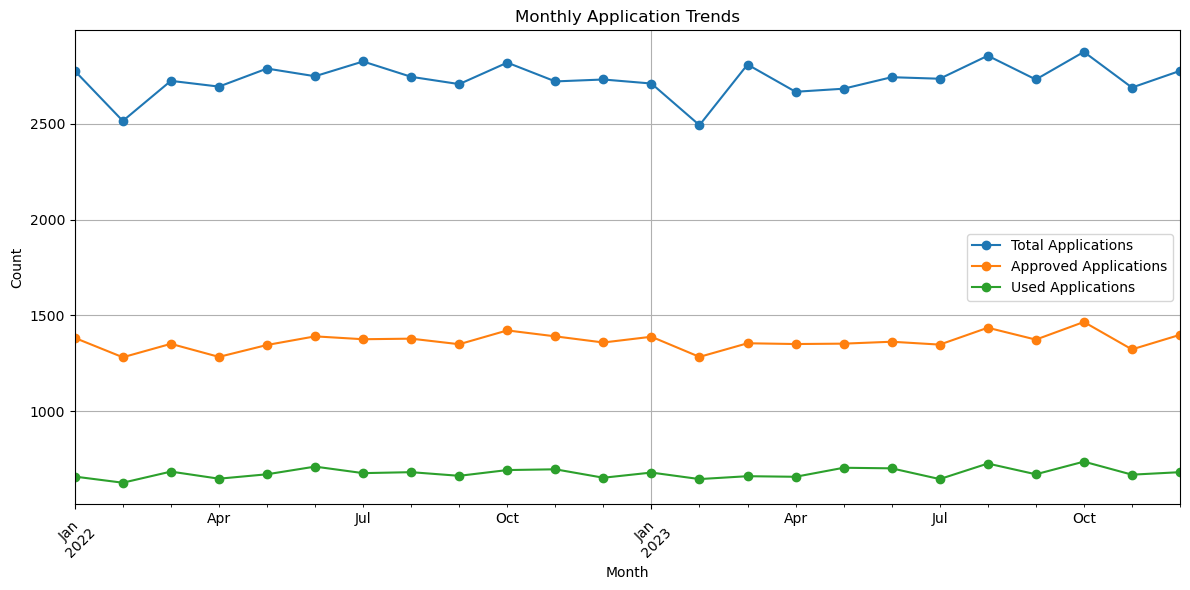 Monthly Application Trends
Count
2500
2000
1500
1000
Total Applications
Approved Applications
Used Applications
Jan
2022
Apr
Jul
Oct
Jan
2023
Apr
Jul
Oct
Month